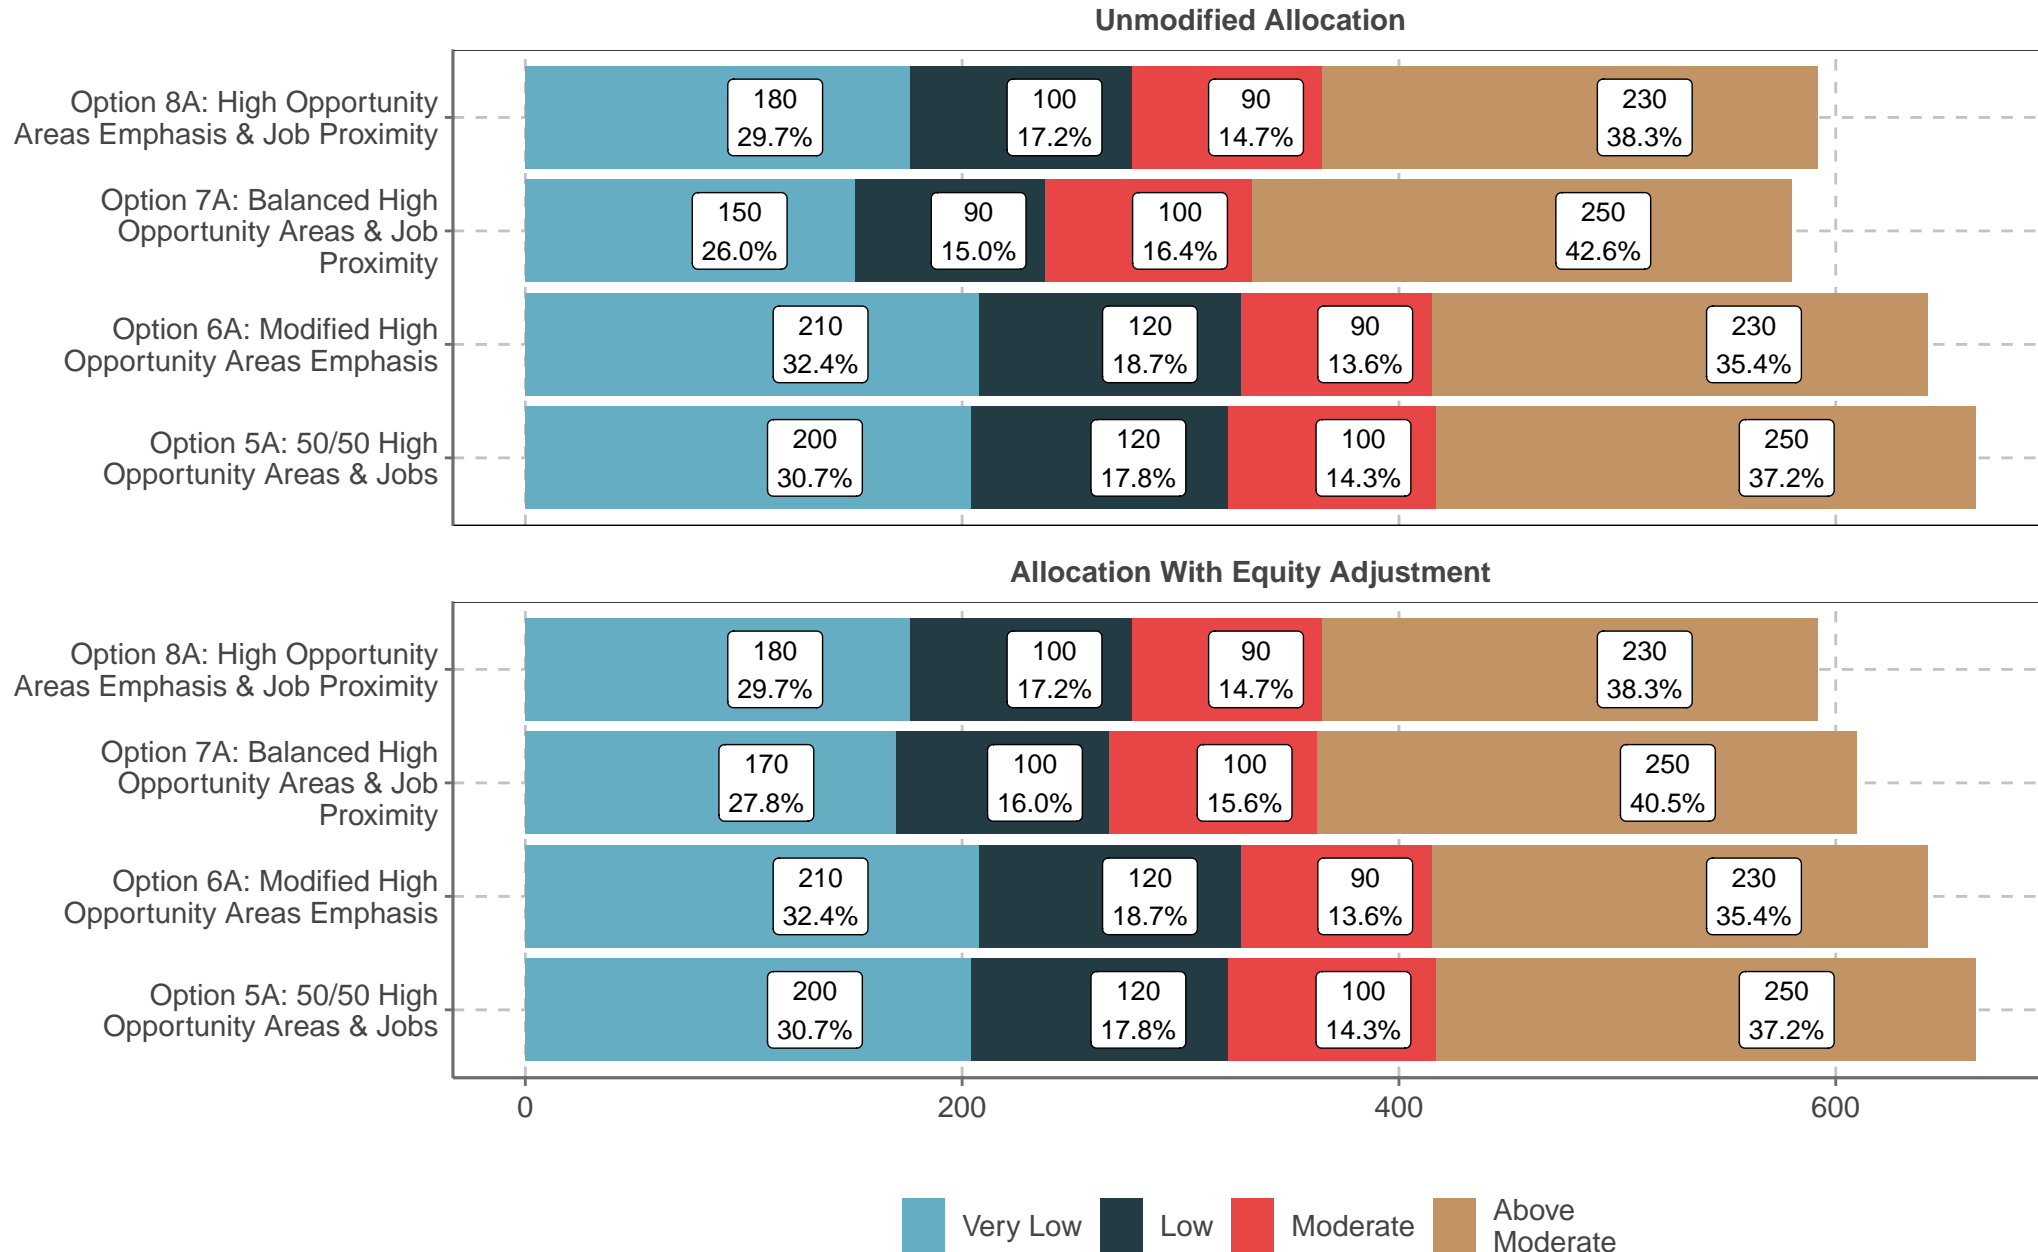 Unmodified Allocation
Option 8A: High Opportunity
Areas Emphasis & Job Proximity
180
29.7%
100
17.2%
90
14.7%
230
38.3%
Option 7A: Balanced High
Opportunity Areas & Job
Proximity
150
26.0%
90
15.0%
100
16.4%
250
42.6%
Option 6A: Modified High
Opportunity Areas Emphasis
210
32.4%
120
18.7%
90
13.6%
230
35.4%
Option 5A: 50/50 High
Opportunity Areas & Jobs
200
30.7%
120
17.8%
100
14.3%
250
37.2%
Allocation With Equity Adjustment
Option 8A: High Opportunity
Areas Emphasis & Job Proximity
180
29.7%
100
17.2%
90
14.7%
230
38.3%
Option 7A: Balanced High
Opportunity Areas & Job
Proximity
170
27.8%
100
16.0%
100
15.6%
250
40.5%
Option 6A: Modified High
Opportunity Areas Emphasis
210
32.4%
120
18.7%
90
13.6%
230
35.4%
Option 5A: 50/50 High
Opportunity Areas & Jobs
200
30.7%
120
17.8%
100
14.3%
250
37.2%
0 200 400 600
Very Low Low Moderate Above
Moderate